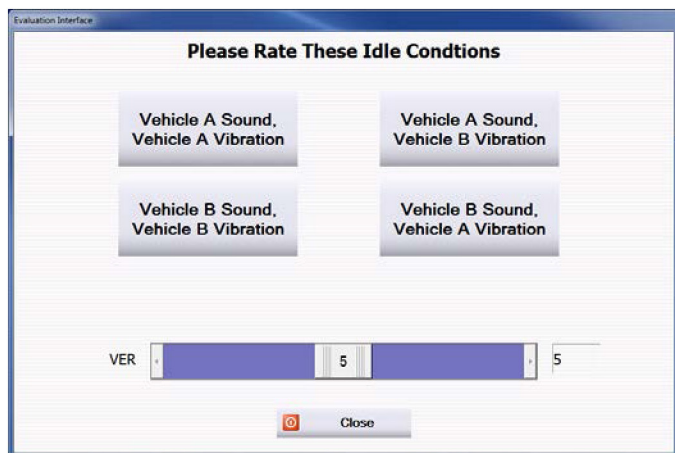 Evaluation Interface
Please Rate These Idle Condtions
Vehicle A Sound,
Vehicle A Vibration
Vehicle A Sound,
Vehicle B Vibration
Vehicle B Sound,
Vehicle B Vibration
Vehicle B Sound,
Vehicle A Vibration
VER 5 5
Close